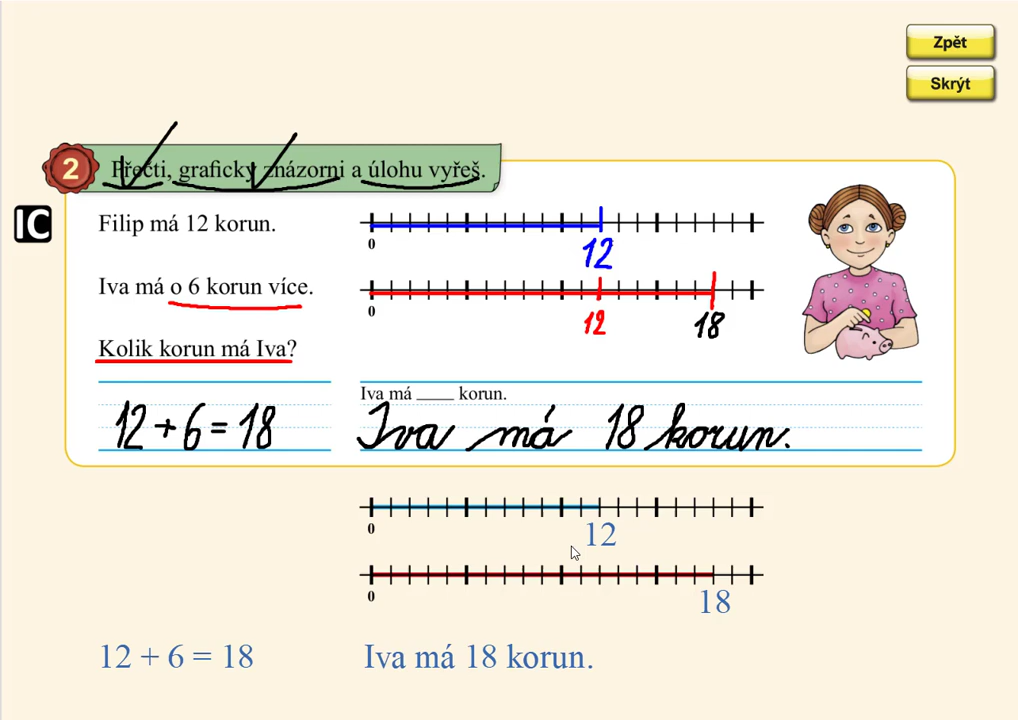 Zpět
Skrýt
2 Přečti, graficky znázorni a úlohu vyřeš.
IC
Filip má 12 korun.
0
12
Iva má o 6 korun více.
0
12 18
Kolik korun má Iva?
Iva má ____ korun.
12+6=18 Iva má 18 korun.
0
12
0
18
12 + 6 = 18 Iva má 18 korun.